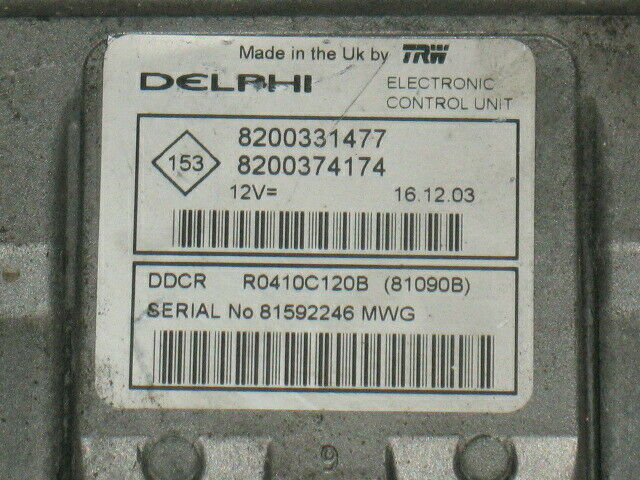 Made in the Uk by TRW
DELPHI ELECTRONIC
CONTROL UNIT
8200331477
153
8200374174
12V= 16.12.03
DDCR R0410C120B (81090B)
SERIAL No 81592246 MWG
9